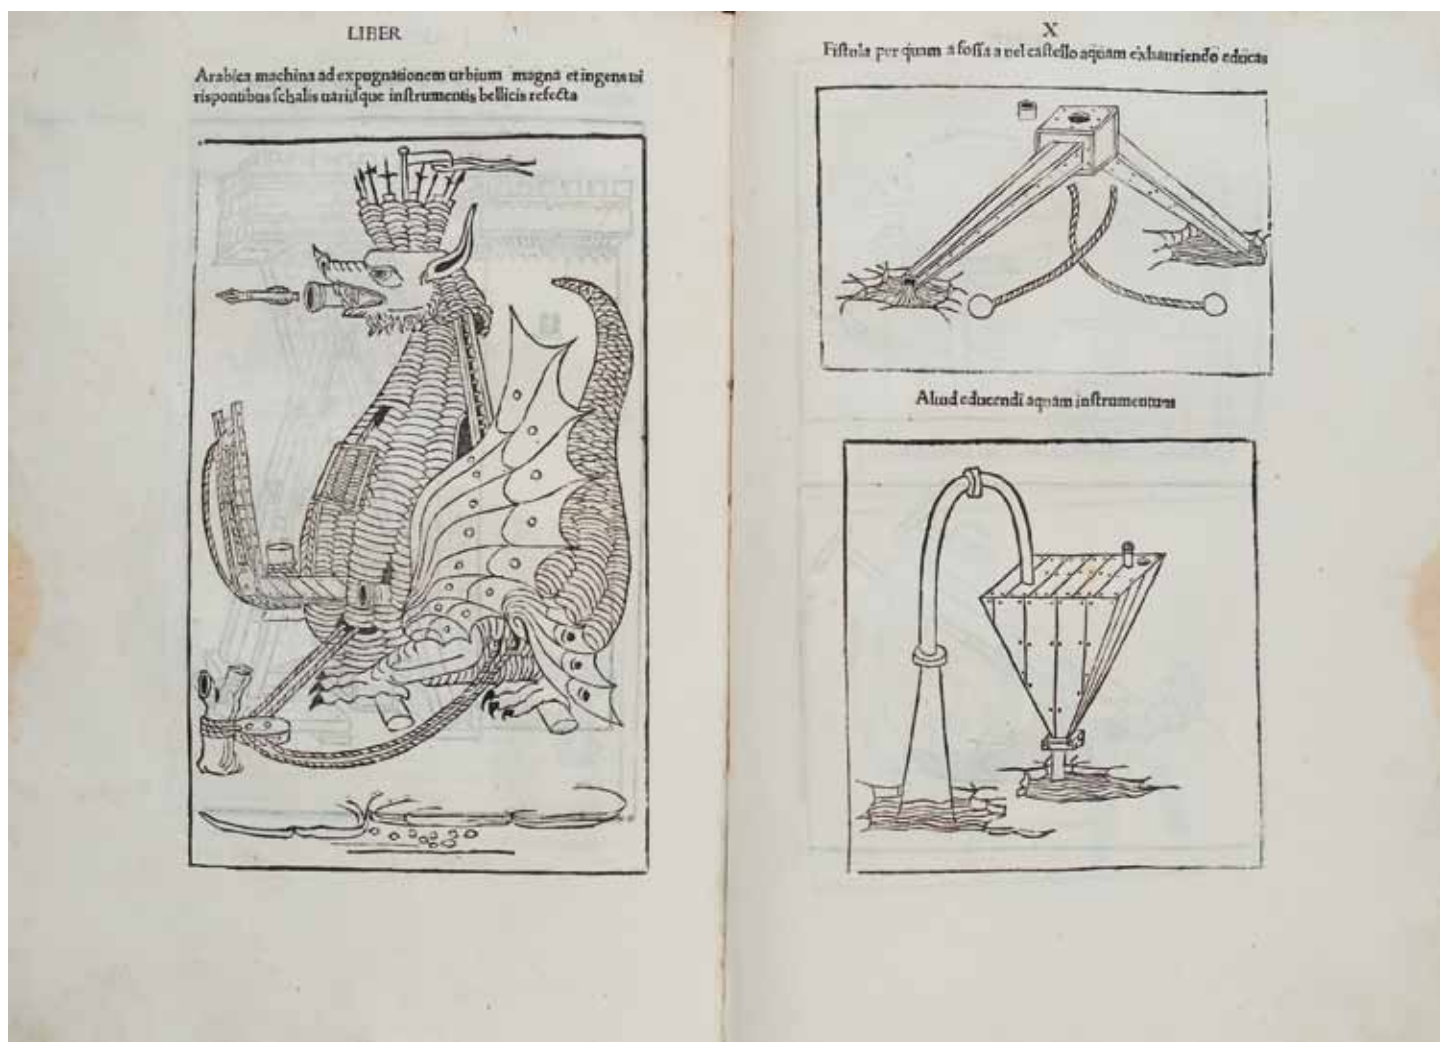 LIBER
Arabica machina ad expugnationem urbium magna et ingens tu
rispontibus schalis uariisque instrumentis bellicis refecta
X
Fistula per quam a fossa a uel castello aquam exhauriendo educas
Aliud educendi aquam instrumentum